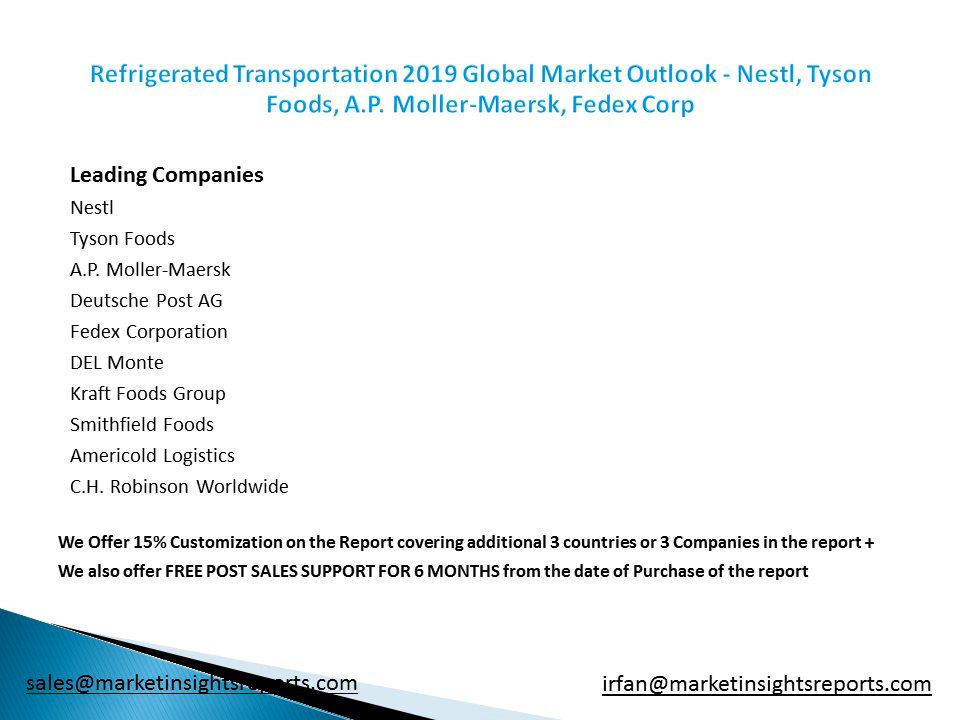 Refrigerated Transportation 2019 Global Market Outlook - Nestl, Tyson
Foods, A.P. Moller-Maersk, Fedex Corp
Leading Companies
Nestl
Tyson Foods
A.P. Moller-Maersk
Deutsche Post AG
Fedex Corporation
DEL Monte
Kraft Foods Group
Smithfield Foods
Americold Logistics
C.H. Robinson Worldwide
We Offer 15% Customization on the Report covering additional 3 countries or 3 Companies in the report +
We also offer FREE POST SALES SUPPORT FOR 6 MONTHS from the date of Purchase of the report
sales@marketinsightsreports.com
irfan@marketinsightsreports.com